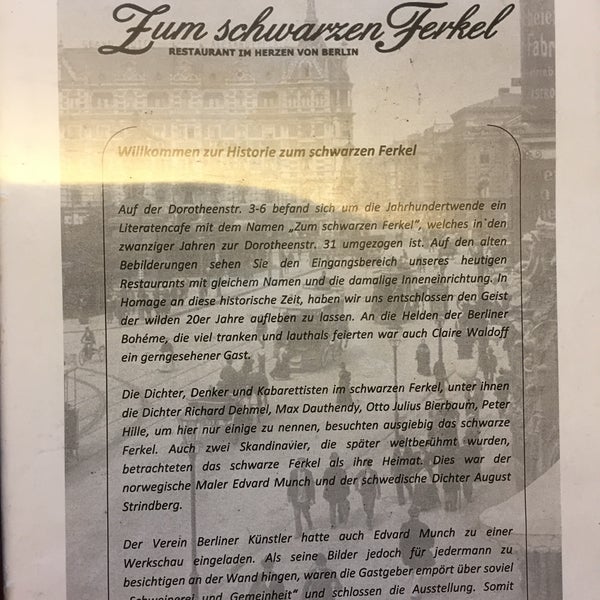 Zum schwarzen Ferkel
RESTAURANT IM HERZEN VON BERLIN
Willkommen zur Historie zum schwarzen Ferkel
Auf der Dorotheenstr. 3-6 befand sich um die Jahrhundertwende ein
Literatencafe mit dem Namen „Zum schwarzen Ferkel", welches in den
zwanziger Jahren zur Dorotheenstr. 31 umgezogen ist. Auf den alten
Bebilderungen sehen Sie den Eingangsbereich unseres heutigen
Restaurants mit gleichem Namen und die damalige Inneneinrichtung. In
Homage an diese historische Zeit, haben wir uns entschlossen den Geist
der wilden 20er Jahre aufleben zu lassen. An die Helden der Berliner
Bohéme, die viel tranken und lauthals feierten war auch Claire Waldoff
ein gerngesehener Gast.
Die Dichter, Denker und Kabarettisten im schwarzen Ferkel, unter ihnen
die Dichter Richard Dehmel, Max Dauthendy, Otto Julius Bierbaum, Peter
Hille, um hier nur einige zu nennen, besuchten ausgiebig das schwarze
Ferkel. Auch zwei Skandinavier, die später weltberühmt wurden,
betrachteten das schwarze Ferkel als ihre Heimat. Dies war der
norwegische Maler Edvard Munch und der schwedische Dichter August
Strindberg.
Der Verein Berliner Künstler hatte auch Edvard Munch zu einer
Werkschau eingeladen. Als seine Bilder jedoch für jedermann zu
besichtigen an der Wand hingen, waren die Gastgeber empört über soviel
„Schweinerei und Gemeinheit" und schlossen die Ausstellung. Somit